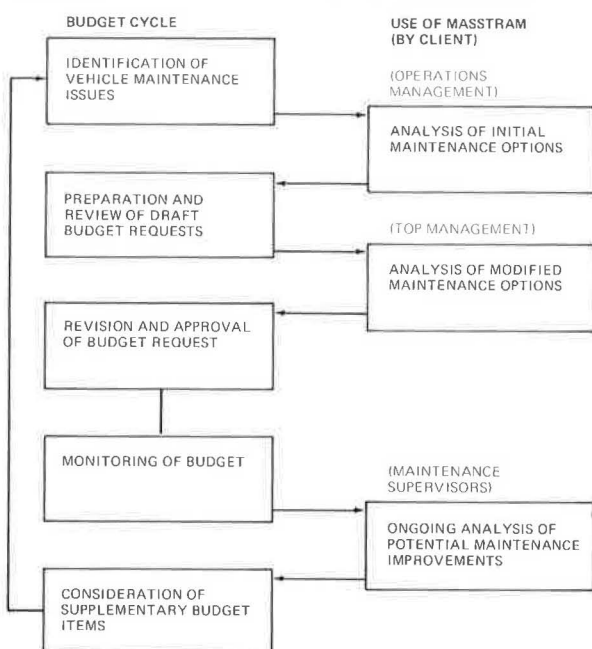 BUDGET CYCLE
USE OF MASSTRAM
(BY CLIENT)
IDENTIFICATION OF
VEHICLE MAINTENANCE
ISSUES
(OPERATIONS
MANAGEMENT)
ANALYSIS OF INITIAL
MAINTENANCE OPTIONS
PREPARATION AND
REVIEW OF DRAFT
BUDGET REQUESTS
(TOP MANAGEMENT)
ANALYSIS OF MODIFIED
MAINTENANCE OPTIONS
REVISION AND APPROVAL
OF BUDGET REQUEST
MONITORING OF BUDGET
(MAINTENANCE
SUPERVISORS)
ONGOING ANALYSIS OF
POTENTIAL MAINTENANCE
IMPROVEMENTS
CONSIDERATION OF
SUPPLEMENTARY BUDGET
ITEMS